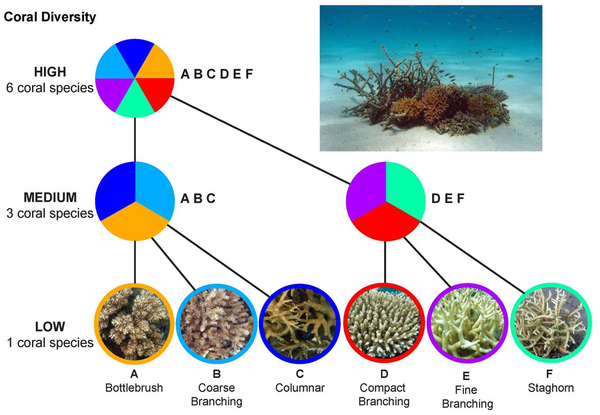 Coral Diversity
HIGH
6 coral species
A B C D E F
MEDIUM
3 coral species
A B C
D E F
LOW
1 coral species
A
Bottlebrush
B
Coarse
Branching
C
Columnar
D
Compact
Branching
E
Fine
Branching
F
Staghorn